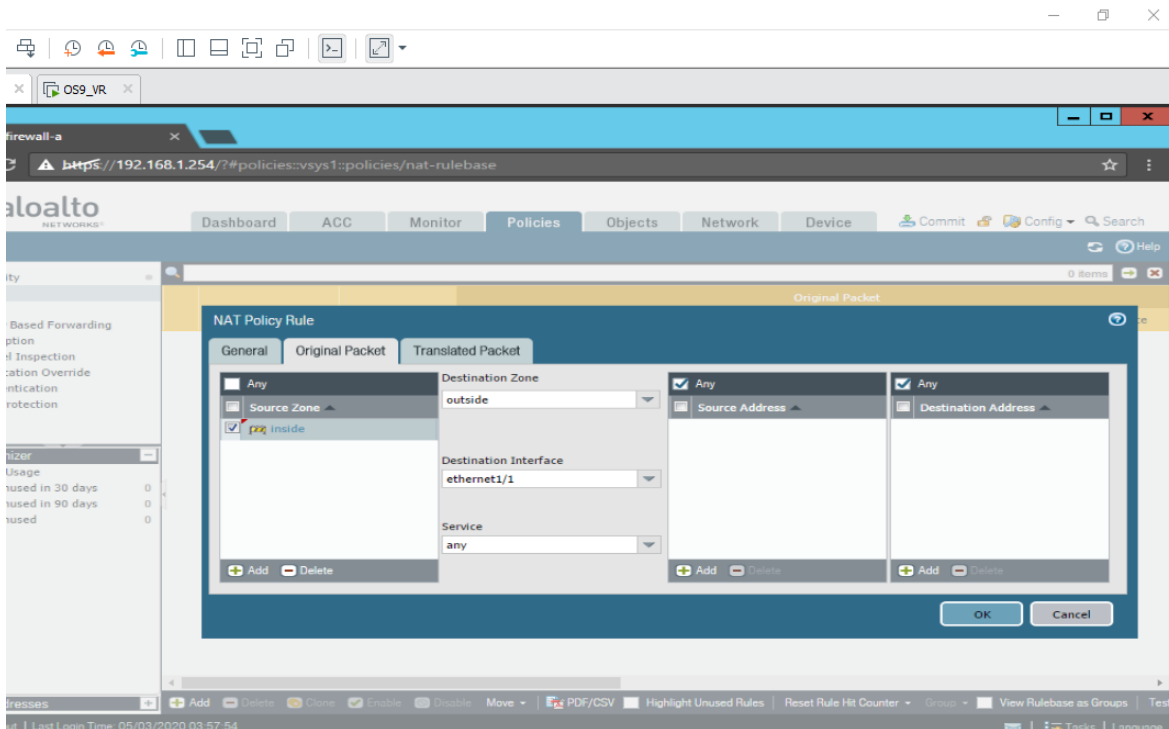 OS9_VR
firewall-a
https://192.168.1.254/?#policies::vsys1::policies/nat-rulebase
aloalto
NETWORKS
Dashboard ACC Monitor Policies Objects Network Device Commit Config Search
Help
ity
0 items
Original Packet
Based Forwarding
ption
el Inspection
cation Override
entication
rotection
NAT Policy Rule
ce
General Original Packet Translated Packet
Any
Source Zone
inside
Add Delete
Destination Zone
outside
Destination Interface
ethernet1/1
Service
any
Any
Source Address
Add Delete
Any
Destination Address
Add Delete
OK Cancel
nizer
Usage
nused in 30 days 0
nused in 90 days 0
nused 0
dresses
Add Delete Clone Enable Disable Move PDF/CSV Highlight Unused Rules Reset Rule Hit Counter Group View Rulebase as Groups Test
out | Last Login Time: 05/03/2020 03:57:54
Tasks | Language